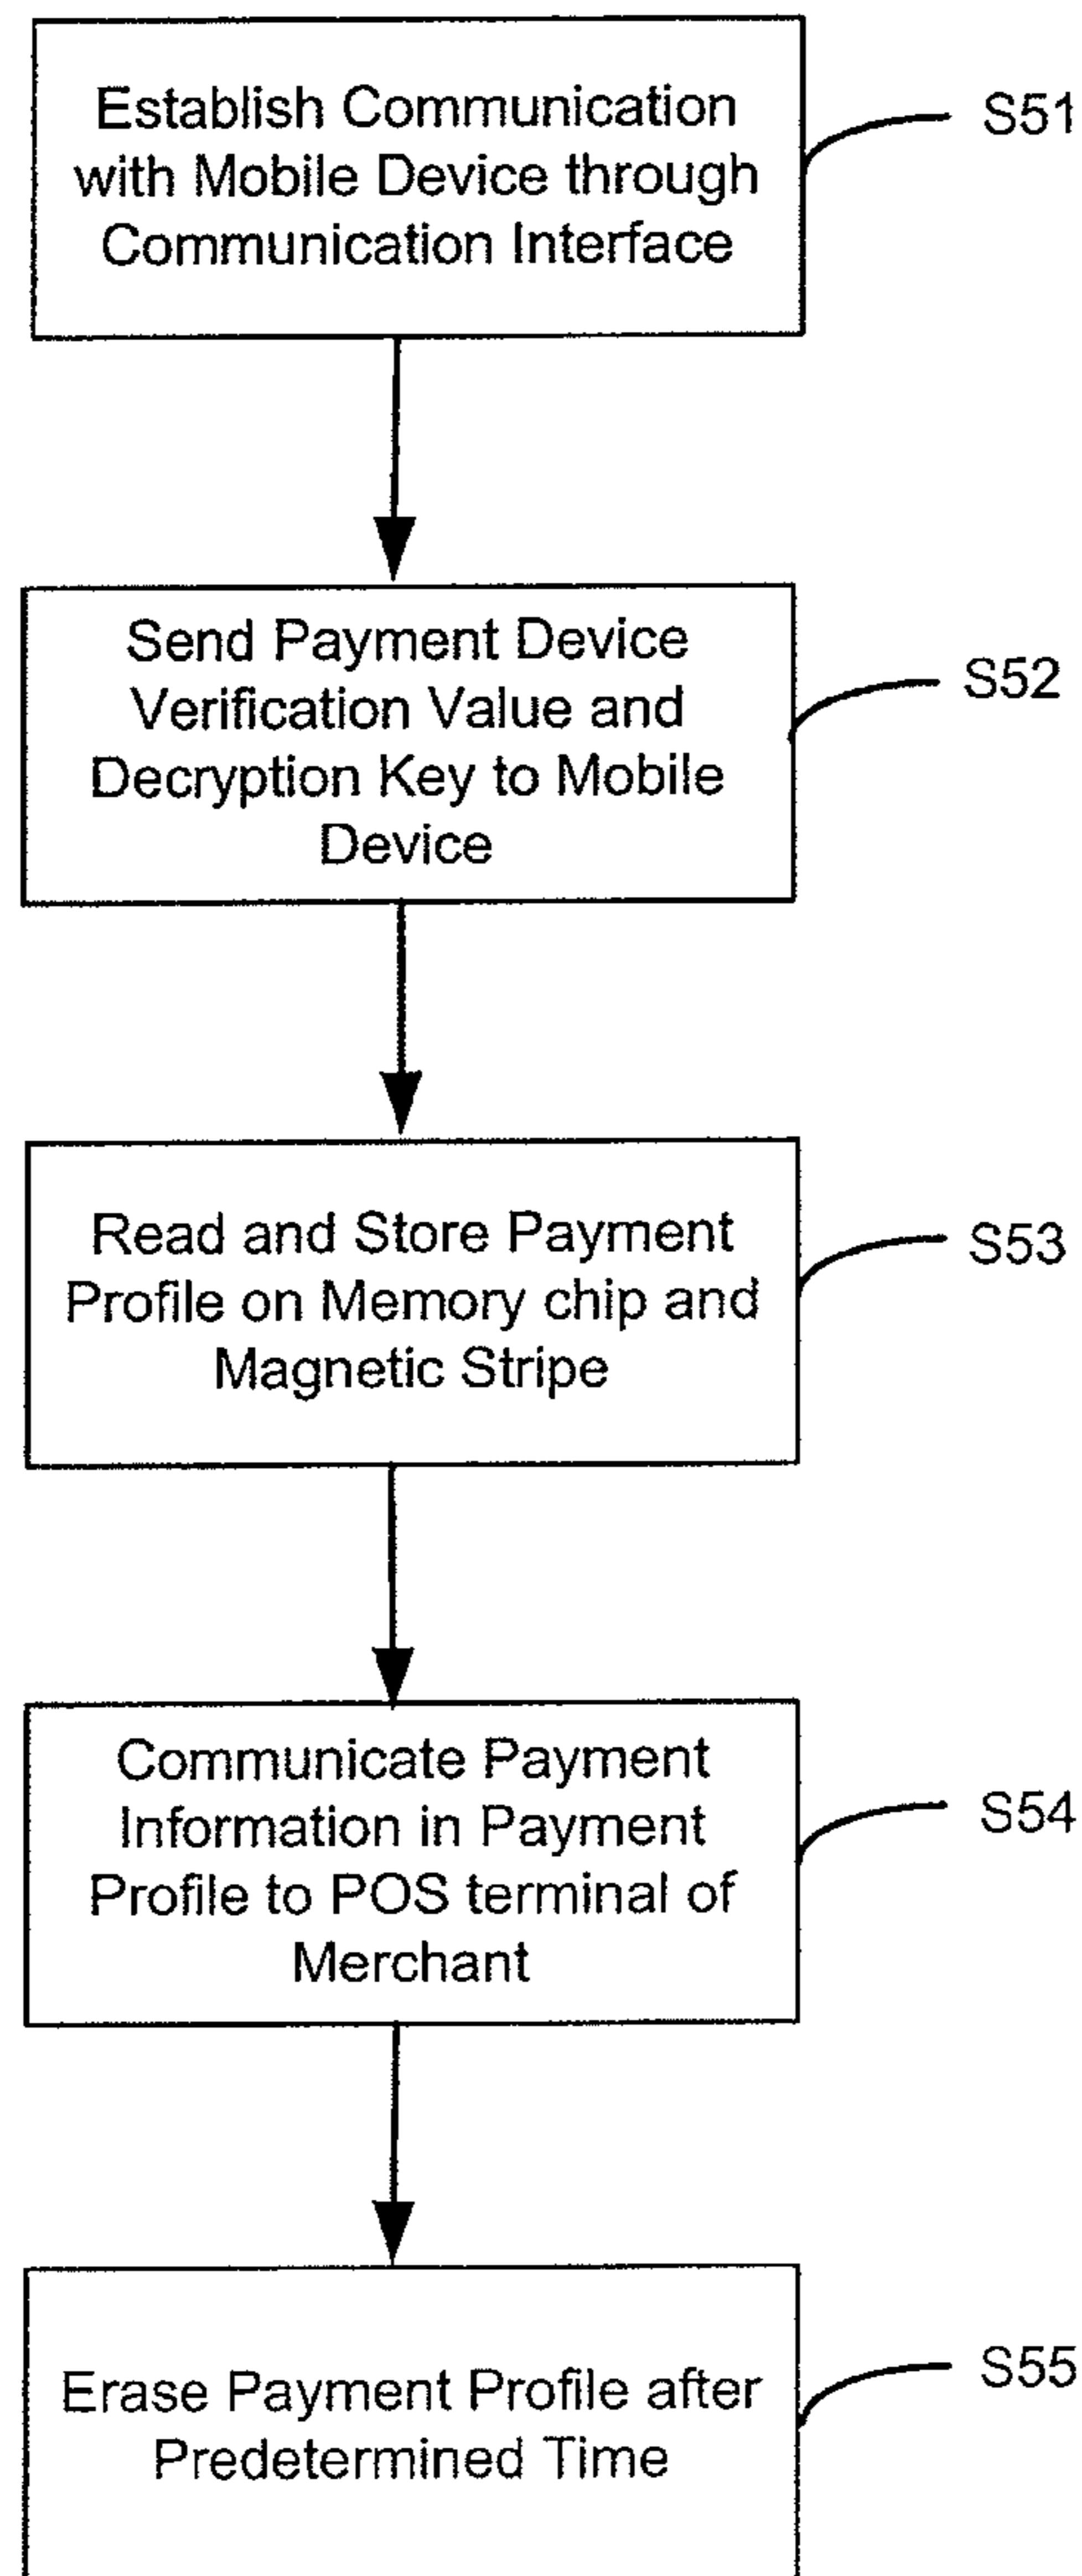 Establish Communication
with Mobile Device through
Communication Interface
S51
Send Payment Device
Verification Value and
Decryption Key to Mobile
Device
S52
Read and Store Payment
Profile on Memory chip and
Magnetic Stripe
S53
Communicate Payment
Information in Payment
Profile to POS terminal of
Merchant
S54
Erase Payment Profile after
Predetermined Time
S55